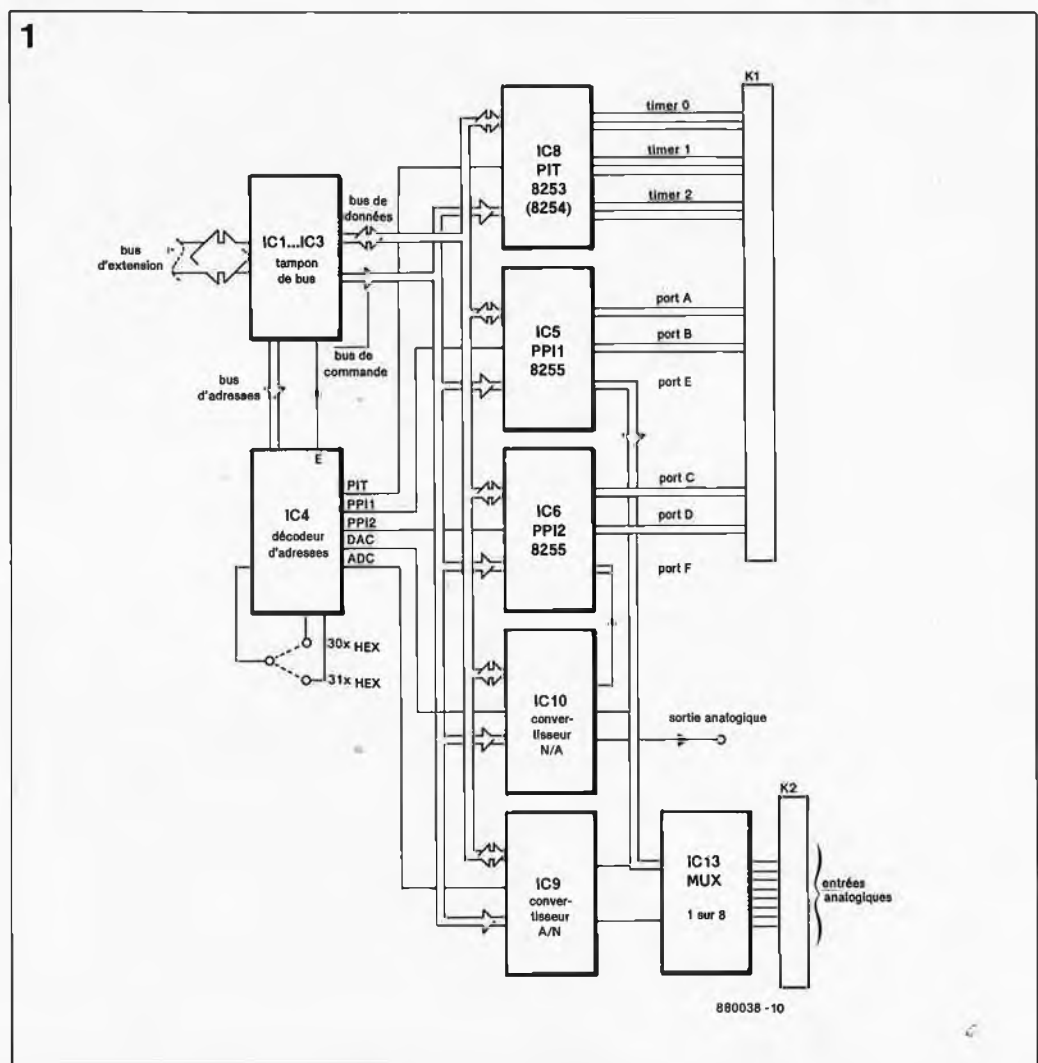 1
K1
timer 0
IC8
PIT
8253
(8254)
timer 1
timer 2
bus de
données
IC1...IC3
tampon
de bus
bus
d'extension
bus de
commande
bus
d'adresses
IC5
PPI1
8255
port A
port B
port E
E
IC4
décodeur
d'adresses
PIT
PPI1
PPI2
DAC
ADC
30x HEX
31x HEX
IC6
PPI2
8255
port C
port D
port F
IC10
conver-
tisseur
N/A
sortie analogique
K2
IC9
conver-
tisseur
A/N
IC13
MUX
1 sur 8
entrées
analogiques
880038 - 10